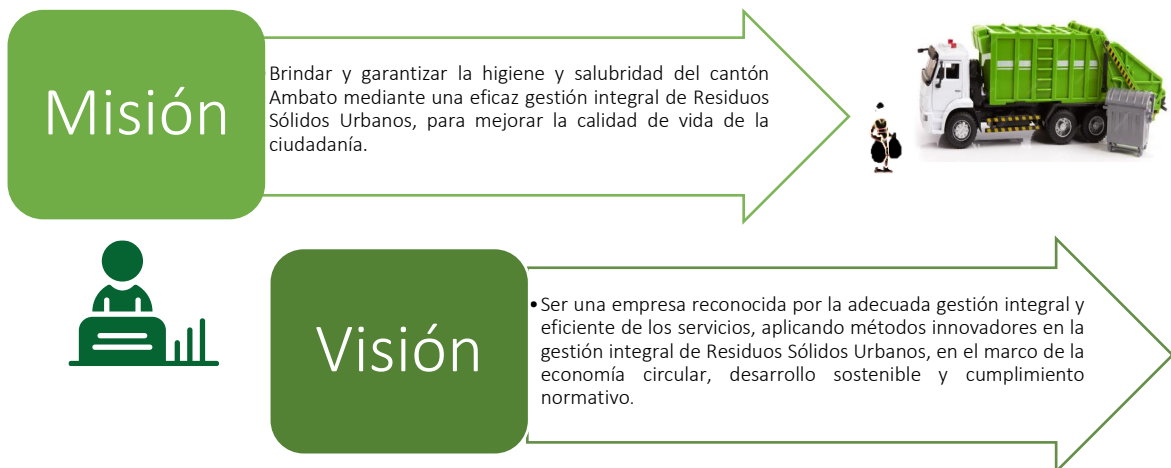 Misión
Brindar y garantizar la higiene y salubridad del cantón
Ambato mediante una eficaz gestión integral de Residuos
Sólidos Urbanos, para mejorar la calidad de vida de la
ciudadanía.
Visión
•Ser una empresa reconocida por la adecuada gestión integral y
eficiente de los servicios, aplicando métodos innovadores en la
gestión integral de Residuos Sólidos Urbanos, en el marco de la
economía circular, desarrollo sostenible y cumplimiento
normativo.